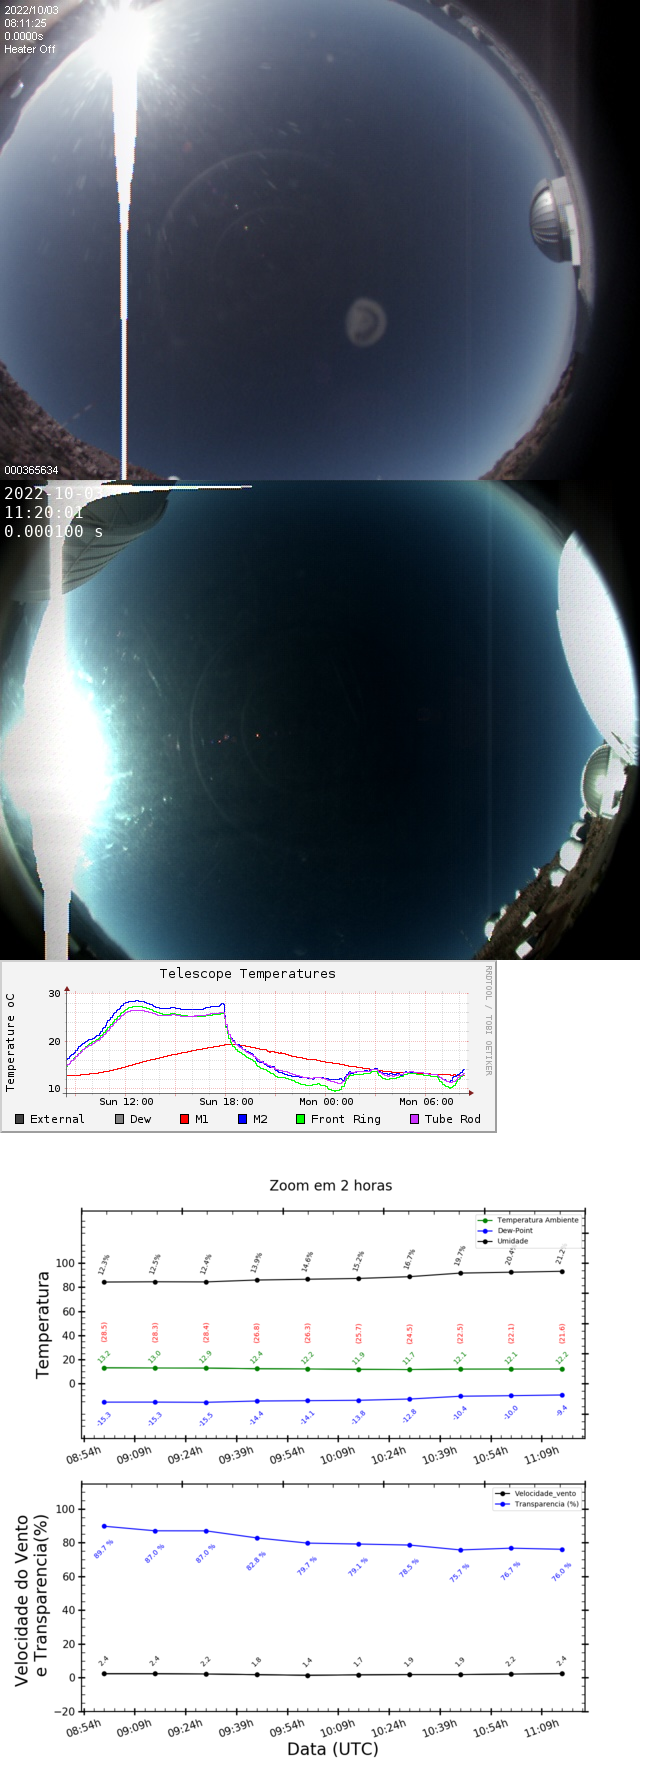 2022/10/03
08:11:25
0.0000s
Heater Off
000365634
2022-10-03
11:20:01
0.000100 s
Telescope Temperatures
RRDTOOL / TOBI OETIKER
Temperature oC
30
20
10
Sun 12:00 Sun 18:00 Mon 00:00 Mon 06:00
External Dew M1 M2 Front Ring Tube Rod
Zoom em 2 horas
Temperatura Ambiente
Dew-Point
Umidade
Temperatura
100
80
60
40
20
0
12.3% 12.5% 12.4% 13.9% 14.6% 15.2% 16.7% 19.7% 20.4% 21.2%
(28.5) (28.3) (28.4) (26.8) (26.3) (25.7) (24.5) (22.5) (22.1) (21.6)
13.2 13.0 12.9 12.4 12.2 11.9 11.7 12.1 12.1 12.2
-15.3 -15.3 -15.5 -14.4 -14.1 -13.8 -12.8 -10.4 -10.0 -9.4
08:54h 09:09h 09:24h 09:39h 09:54h 10:09h 10:24h 10:39h 10:54h 11:09h
Velocidade_vento
Transparencia (%)
Velocidade do Vento
e Transparencia(%)
100
80
60
40
20
0
−20
89.7 % 87.0 % 87.0 % 82.8 % 79.7 % 79.1 % 78.5 % 75.7 % 76.7 % 76.0 %
2.4 2.4 2.2 1.8 1.4 1.7 1.9 1.9 2.2 2.4
08:54h 09:09h 09:24h 09:39h 09:54h 10:09h 10:24h 10:39h 10:54h 11:09h
Data (UTC)